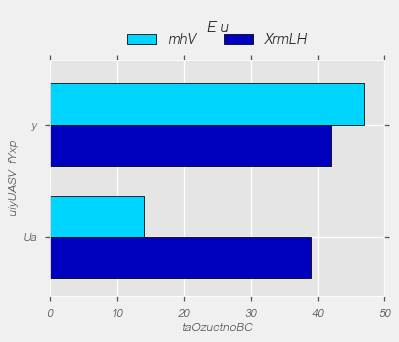 E u
mhV XrmLH
uiyUASV fYxp
y
Ua
0 10 20 30 40 50
taOzuctnoBC